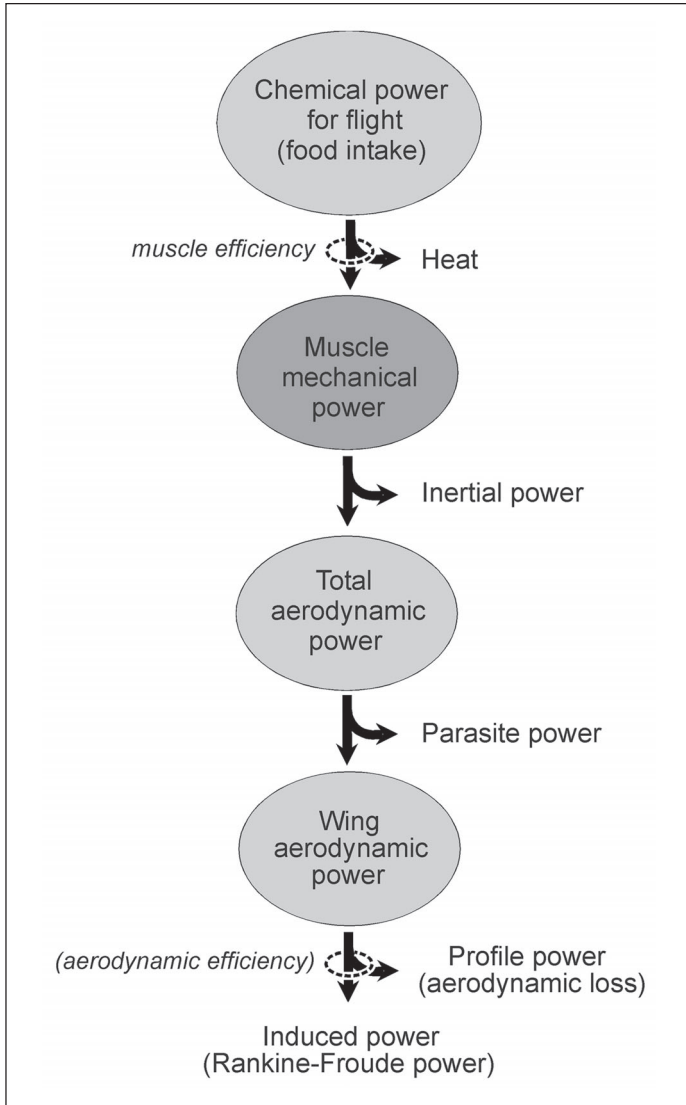 Chemical power
for flight
(food intake)
muscle efficiency
Heat
Muscle
mechanical
power
Inertial power
Total
aerodynamic
power
Parasite power
Wing
aerodynamic
power
(aerodynamic efficiency)
Profile power
(aerodynamic loss)
Induced power
(Rankine-Froude power)